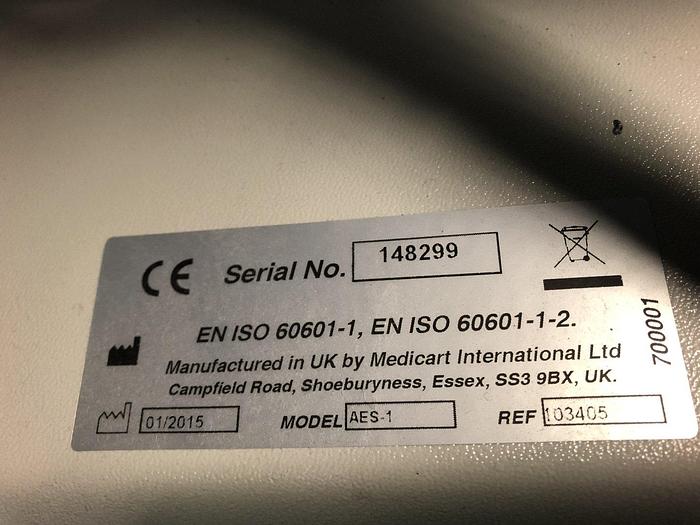 CE Serial No. 148299
EN ISO 60601-1, EN ISO 60601-1-2.
Manufactured in UK by Medicart International Ltd
Campfield Road, Shoeburyness, Essex, SS3 9BX, UK.
01/2015 MODEL AES-1 REF 103405
700001